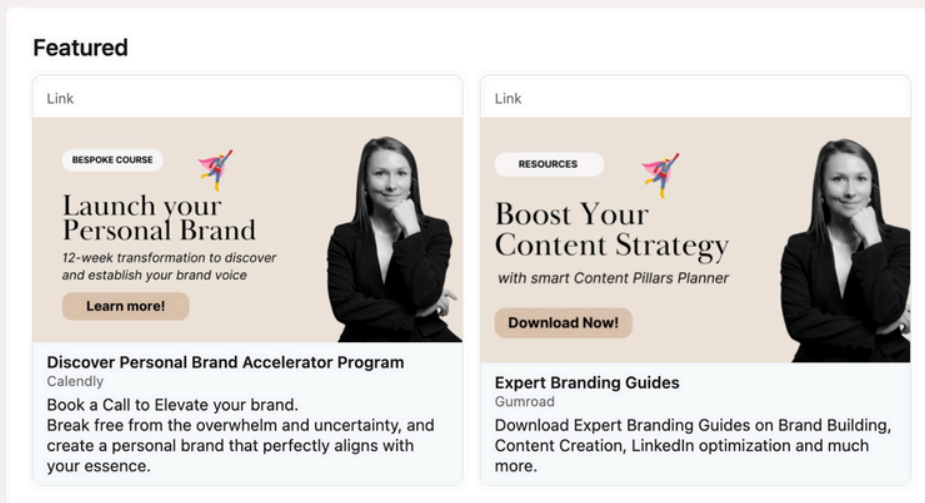 Featured
Link
BESPOKE COURSE
Launch your
Personal Brand
12-week transformation to discover
and establish your brand voice
Learn more!
Discover Personal Brand Accelerator Program
Calendly
Book a Call to Elevate your brand.
Break free from the overwhelm and uncertainty, and
create a personal brand that perfectly aligns with
your essence.
Link
RESOURCES
Boost Your
Content Strategy
with smart Content Pillars Planner
Download Now!
Expert Branding Guides
Gumroad
Download Expert Branding Guides on Brand Building,
Content Creation, LinkedIn optimization and much
more.